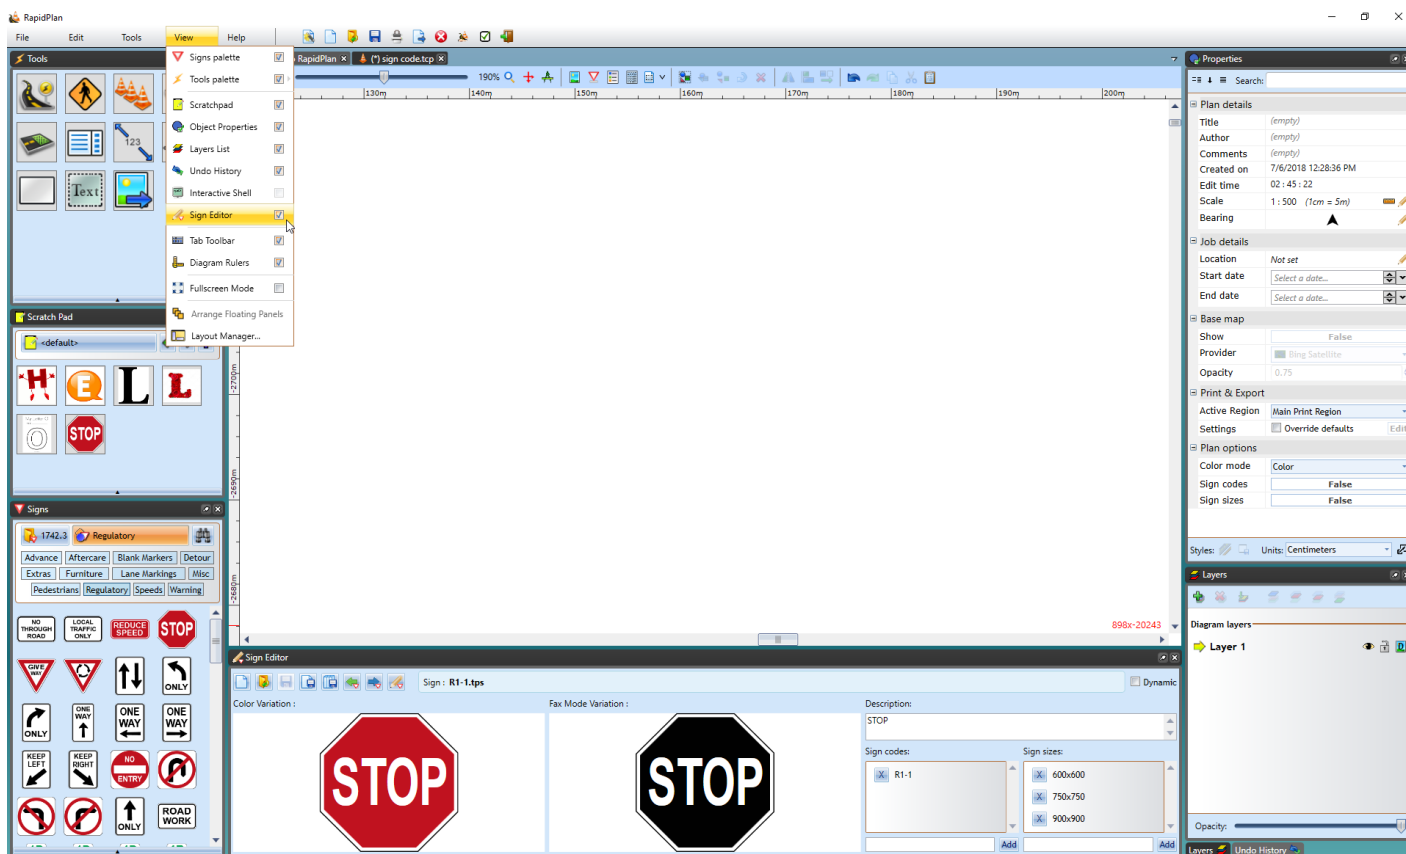 RapidPlan
File Edit Tools View Help
Tools
Signs palette
Tools palette
Scratchpad
Object Properties
Layers List
Undo History
Interactive Shell
Sign Editor
Tab Toolbar
Diagram Rulers
Fullscreen Mode
Arrange Floating Panels
Layout Manager...
123
Text
RapidPlan (*) sign code.tcp
190%
130m 140m 150m 160m 170m 180m 190m 200m
-2700m
-2690m
-2680m
898x-20243
Scratch Pad
<default>
H E L L
O STOP
Signs
1742.3 Regulatory
Advance Aftercare Blank Markers Detour
Extras Furniture Lane Markings Misc
Pedestrians Regulatory Speeds Warning
NO THROUGH ROAD
LOCAL TRAFFIC ONLY
REDUCE SPEED
STOP
GIVE WAY
ONLY
ONLY
ONE WAY
ONE WAY
ONE WAY
KEEP LEFT
KEEP RIGHT
NO ENTRY
ONLY
ROAD WORK
Sign Editor
Sign : R1-1.tps
Dynamic
Color Variation :
STOP
Fax Mode Variation :
STOP
Description:
STOP
Sign codes:
X R1-1
Add
Sign sizes:
X 600x600
X 750x750
X 900x900
Add
Properties
Search:
Plan details
Title (empty)
Author (empty)
Comments (empty)
Created on 7/6/2018 12:28:36 PM
Edit time 02 : 45 : 22
Scale 1 : 500 (1cm = 5m)
Bearing
Job details
Location Not set
Start date Select a date...
End date Select a date...
Base map
Show False
Provider Bing Satellite
Opacity 0.75
Print & Export
Active Region Main Print Region
Settings Override defaults Edit
Plan options
Color mode Color
Sign codes False
Sign sizes False
Styles: Units: Centimeters
Layers
Diagram layers
Layer 1
Opacity:
Layers Undo History